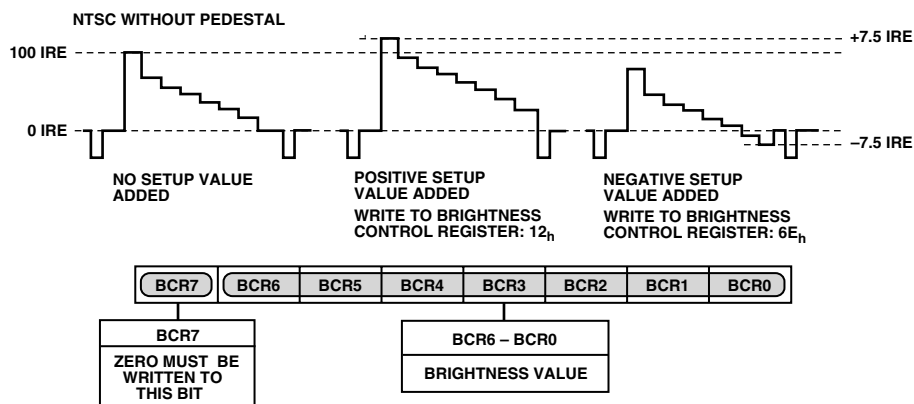 NTSC WITHOUT PEDESTAL
100 IRE
0 IRE
+7.5 IRE
–7.5 IRE
NO SETUP VALUE
ADDED
POSITIVE SETUP
VALUE ADDED
WRITE TO BRIGHTNESS
CONTROL REGISTER: 12h
NEGATIVE SETUP
VALUE ADDED
WRITE TO BRIGHTNESS
CONTROL REGISTER: 6Eh
BCR7 BCR6 BCR5 BCR4 BCR3 BCR2 BCR1 BCR0
BCR7
ZERO MUST BE
WRITTEN TO
THIS BIT
BCR6 – BCR0
BRIGHTNESS VALUE